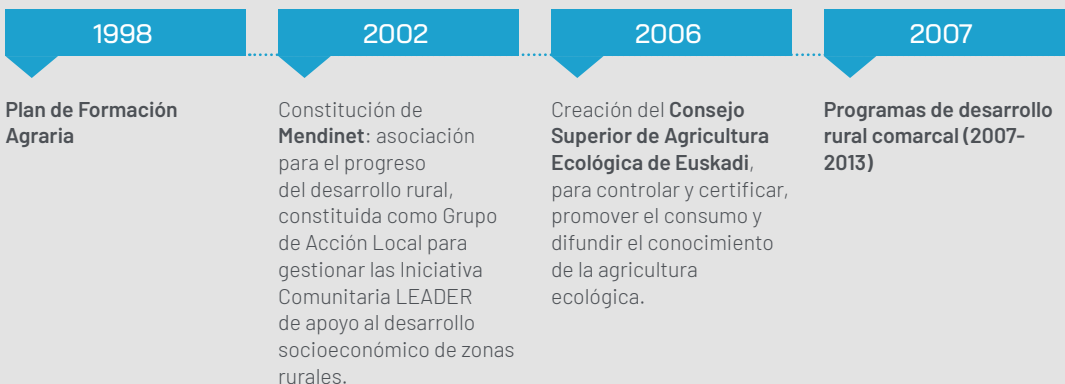 1998
Plan de Formación
Agraria
2002
Constitución de
Mendinet: asociación
para el progreso
del desarrollo rural,
constituida como Grupo
de Acción Local para
gestionar las Iniciativa
Comunitaria LEADER
de apoyo al desarrollo
socioeconómico de zonas
rurales.
2006
Creación del Consejo
Superior de Agricultura
Ecológica de Euskadi,
para controlar y certificar,
promover el consumo y
difundir el conocimiento
de la agricultura
ecológica.
2007
Programas de desarrollo
rural comarcal (2007-
2013)